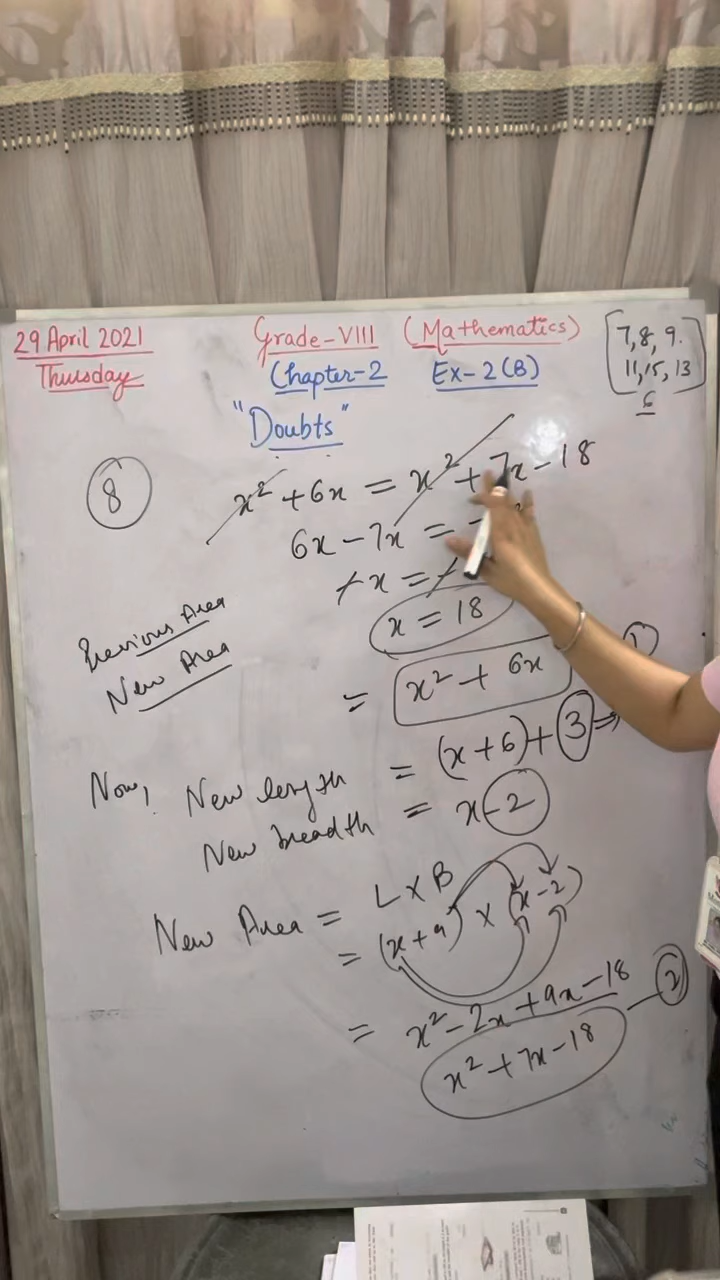 29 April 2021
Thursday
Grade-VIII (Mathematics)
Chapter-2 Ex-2(B)
"Doubts"
7, 8, 9.
11, 15, 13
6
8
x² + 6x = x² + 7x - 18
6x - 7x = -
-x = -
x = 18
Previous Area
New Area
= x² + 6x
1
Now, New length = (x+6)+3 ⇒
New breadth = x-2
New Area = L X B
= (x+9) x (x-2)
= x² - 2x + 9x - 18 - 2
x² + 7x - 18